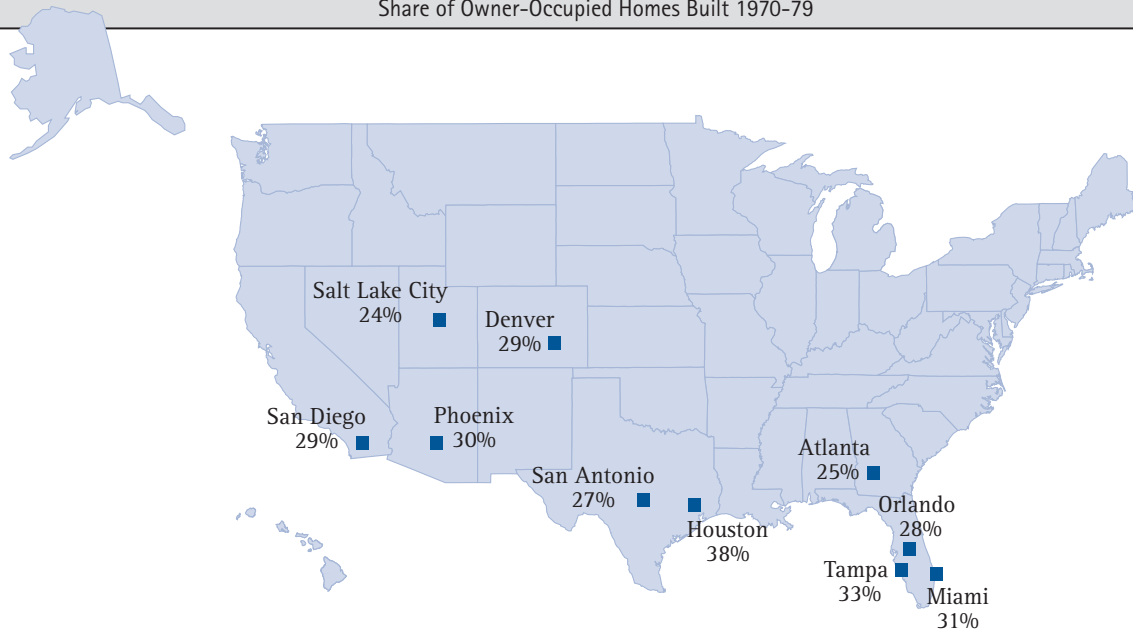 Share of Owner-Occupied Homes Built 1970-79
Salt Lake City
24%
Denver
29%
San Diego
29%
Phoenix
30%
San Antonio
27%
Houston
38%
Atlanta
25%
Orlando
28%
Tampa
33%
Miami
31%